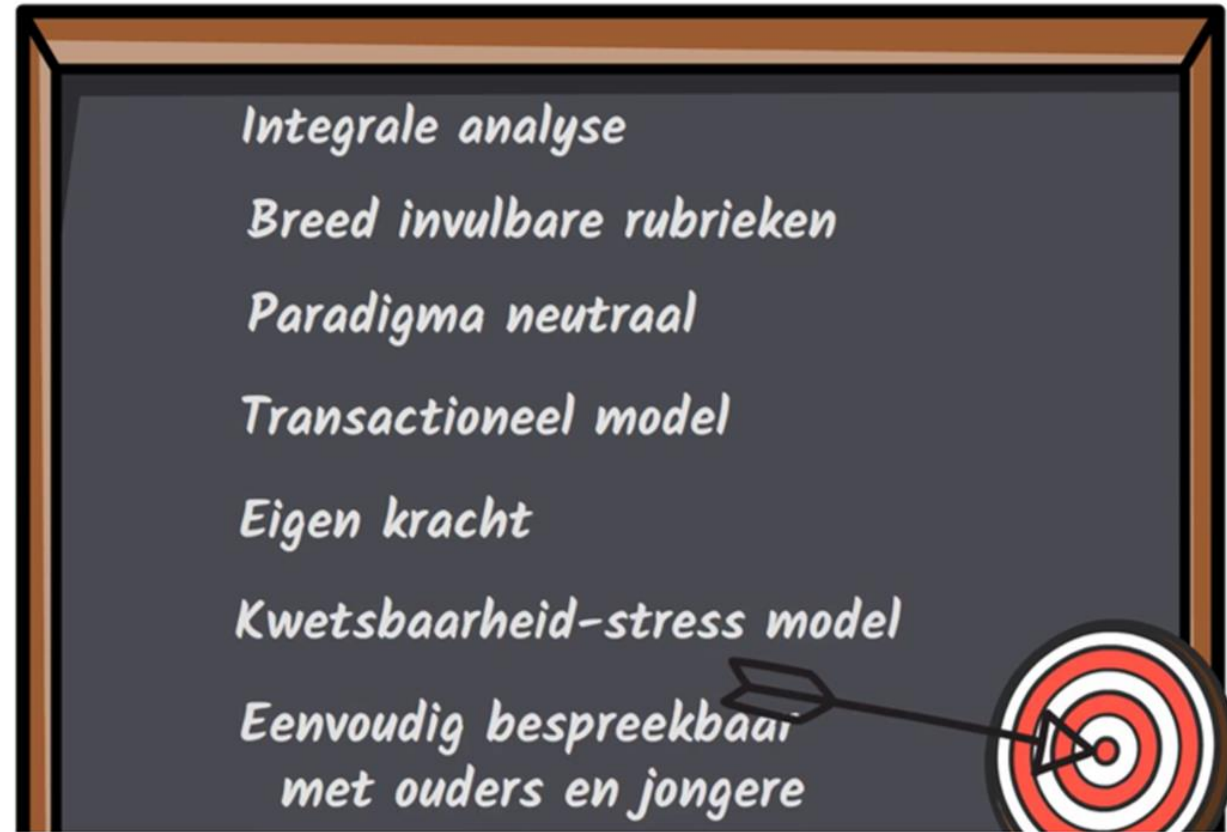 Integrale analyse
Breed invulbare rubrieken
Paradigma neutraal
Transactioneel model
Eigen kracht
Kwetsbaarheid-stress model
Eenvoudig bespreekbaar
met ouders en jongere